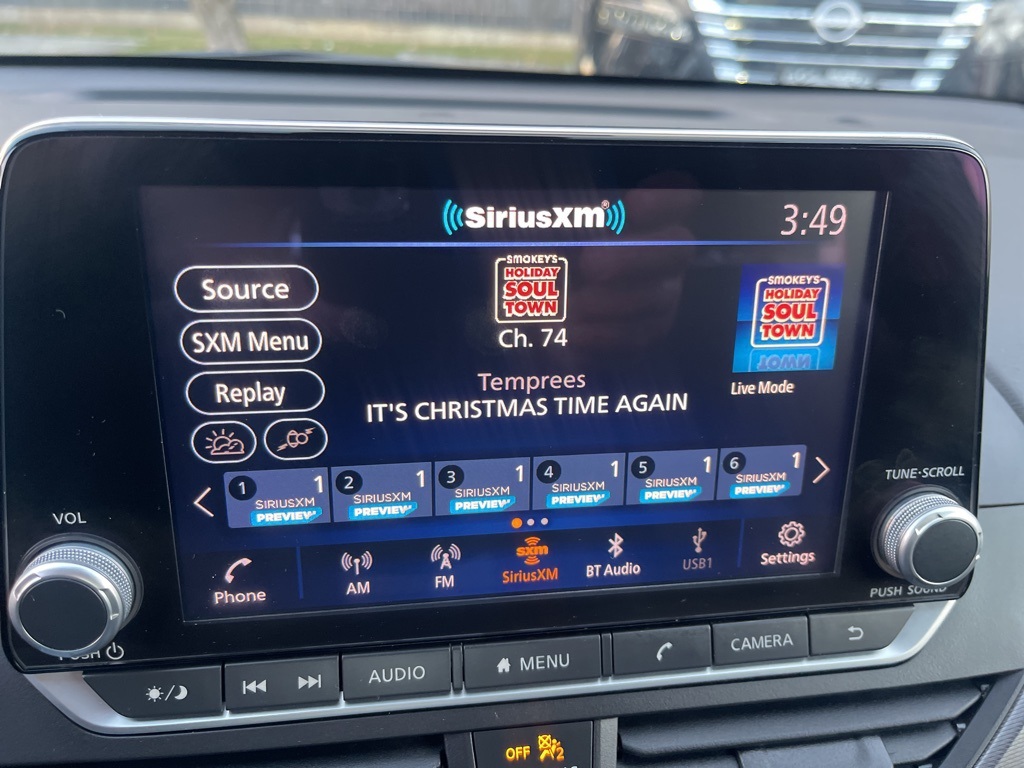 SiriusXM®
3:49
Source
SXM Menu
Replay
SMOKEY'S
HOLIDAY
SOUL
TOWN
Ch. 74
Temprees
IT'S CHRISTMAS TIME AGAIN
SMOKEY'S
HOLIDAY
SOUL
TOWN
Live Mode
1 1 SIRIUSXM PREVIEW
2 1 SIRIUSXM PREVIEW
3 1 SIRIUSXM PREVIEW
4 1 SIRIUSXM PREVIEW
5 1 SIRIUSXM PREVIEW
6 1 SIRIUSXM PREVIEW
Phone
AM
FM
sxm
SiriusXM
BT Audio
USB1
Settings
VOL
PUSH
TUNE·SCROLL
PUSH SOUND
AUDIO
MENU
CAMERA
OFF 2